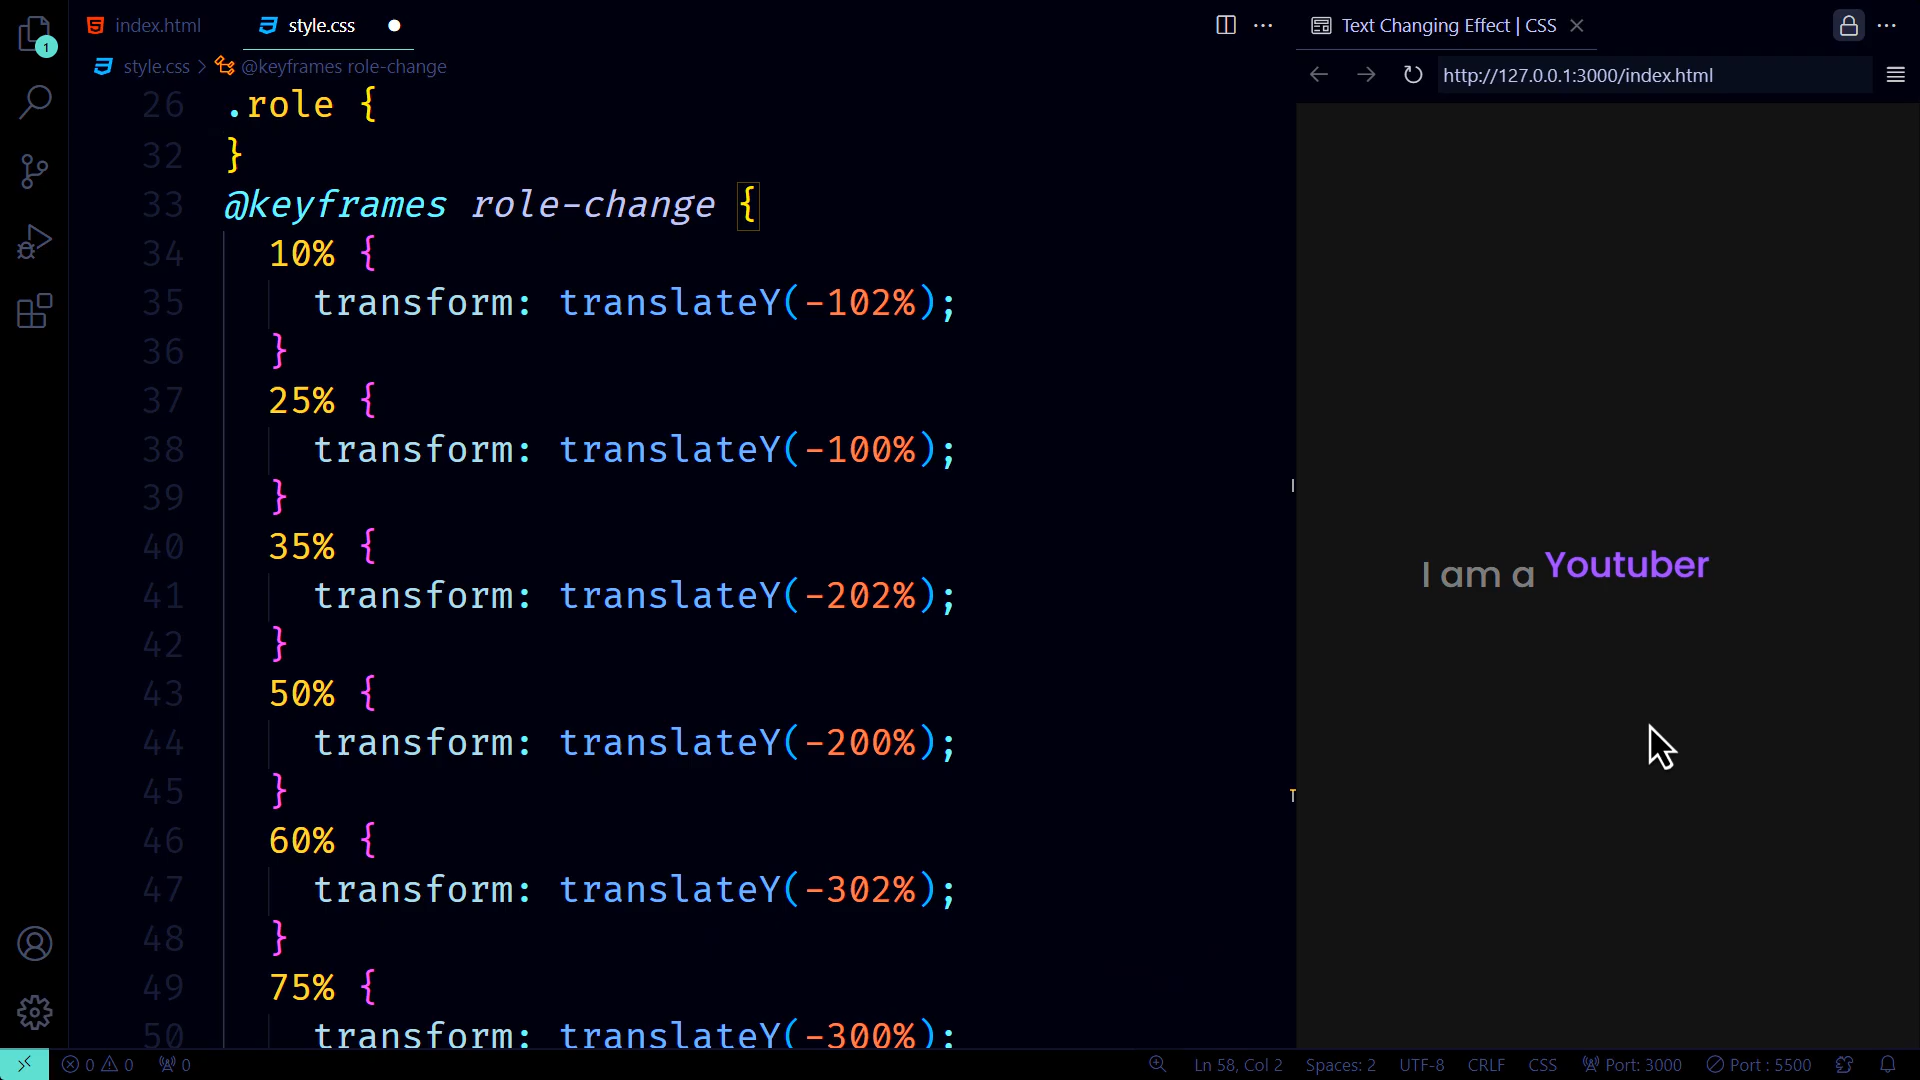 index.html
style.css
Text Changing Effect | CSS
style.css > @keyframes role-change
http://127.0.0.1:3000/index.html
1
26 .role {
32 }
33 @keyframes role-change {
34 10% {
35 transform: translateY(-102%);
36 }
37 25% {
38 transform: translateY(-100%);
39 }
40 35% {
41 transform: translateY(-202%);
42 }
43 50% {
44 transform: translateY(-200%);
45 }
46 60% {
47 transform: translateY(-302%);
48 }
49 75% {
50 transform: translateY(-300%);
I am a Youtuber
0 0 0
Ln 58, Col 2
Spaces: 2
UTF-8
CRLF
CSS
Port: 3000
Port : 5500